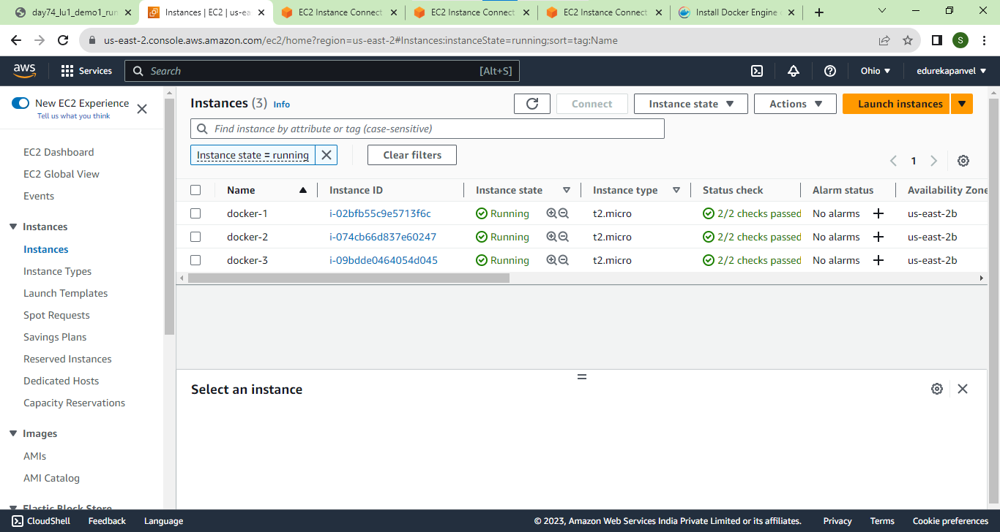 day74_lu1_demo1_run
Instances | EC2 | us-ea
EC2 Instance Connect
EC2 Instance Connect
EC2 Instance Connect
Install Docker Engine
us-east-2.console.aws.amazon.com/ec2/home?region=us-east-2#Instances:instanceState=running;sort=tag:Name
S
aws
Services
Search
[Alt+S]
Ohio
edurekapanvel
New EC2 Experience
Tell us what you think
EC2 Dashboard
EC2 Global View
Events
Instances
Instances
Instance Types
Launch Templates
Spot Requests
Savings Plans
Reserved Instances
Dedicated Hosts
Capacity Reservations
Images
AMIs
AMI Catalog
Elastic Block Store
Instances (3) Info
Connect
Instance state
Actions
Launch instances
Find instance by attribute or tag (case-sensitive)
Instance state = running
Clear filters
1
Name Instance ID Instance state Instance type Status check Alarm status Availability Zone
docker-1 i-02bfb55c9e5713f6c Running t2.micro 2/2 checks passed No alarms us-east-2b
docker-2 i-074cb66d837e60247 Running t2.micro 2/2 checks passed No alarms us-east-2b
docker-3 i-09bdde0464054d045 Running t2.micro 2/2 checks passed No alarms us-east-2b
Select an instance
CloudShell Feedback Language © 2023, Amazon Web Services India Private Limited or its affiliates. Privacy Terms Cookie preferences